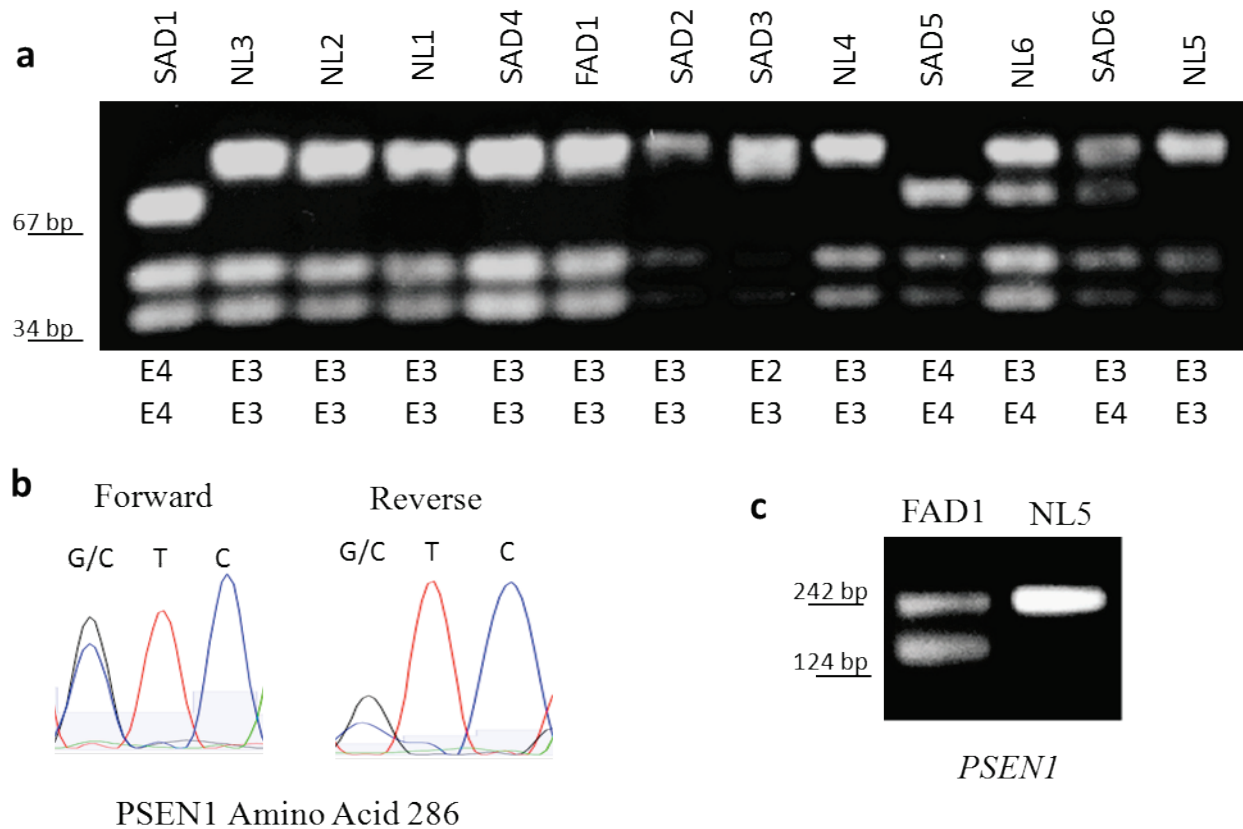 a
SAD1 NL3 NL2 NL1 SAD4 FAD1 SAD2 SAD3 NL4 SAD5 NL6 SAD6 NL5
67 bp
34 bp
E4 E3 E3 E3 E3 E3 E3 E2 E3 E4 E3 E3 E3
E4 E3 E3 E3 E3 E3 E3 E3 E3 E4 E4 E4 E3
b
Forward Reverse
G/C T C G/C T C
PSEN1 Amino Acid 286
c
FAD1 NL5
242 bp
124 bp
PSEN1